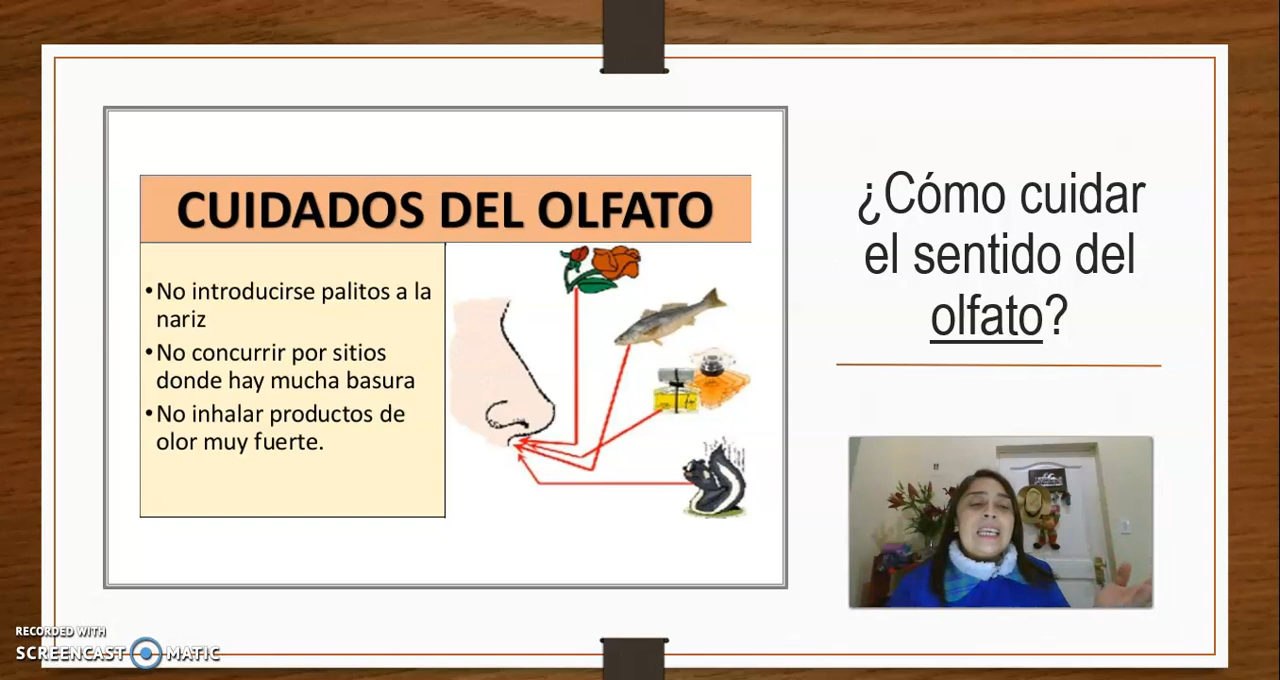 CUIDADOS DEL OLFATO
•No introducirse palitos a la
nariz
•No concurrir por sitios
donde hay mucha basura
•No inhalar productos de
olor muy fuerte.
¿Cómo cuidar
el sentido del
olfato?
RECORDED WITH
SCREENCAST MATIC